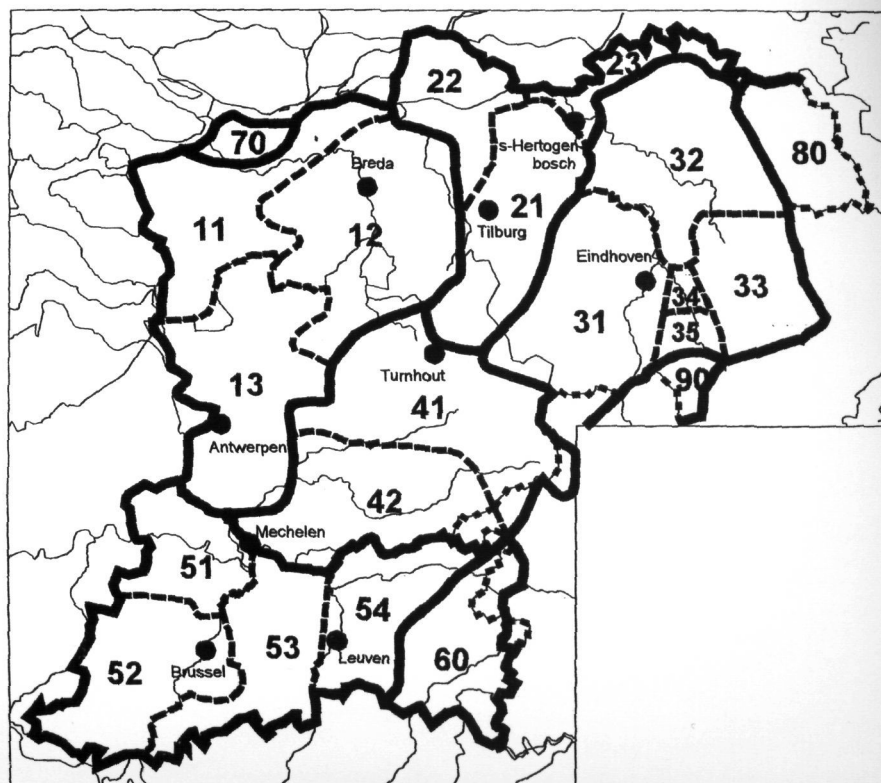 22
23
70
s-Hertogen
bosch
32
80
Breda
11
12
21
Tilburg
Eindhoven
33
34
31
35
Turnhout
90
13
41
Antwerpen
42
Mechelen
51
54
53
Leuven
60
52
Brussel